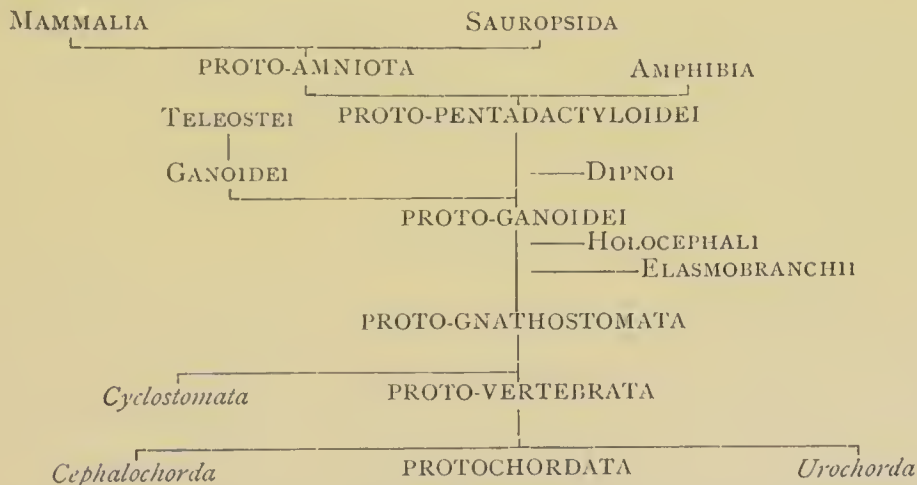 MAMMALIA SAUROPSIDA
PROTO-AMNIOTA AMPHIBIA
TELEOSTEI PROTO-PENTADACTYLOIDEI
GANOIDEI DIPNOI
PROTO-GANOIDEI
HOLOCEPHALI
ELASMOBRANCHII
PROTO-GNATHOSTOMATA
Cyclostomata PROTO-VERTEBRATA
Cephalochorda PROTOCHORDATA Urochorda